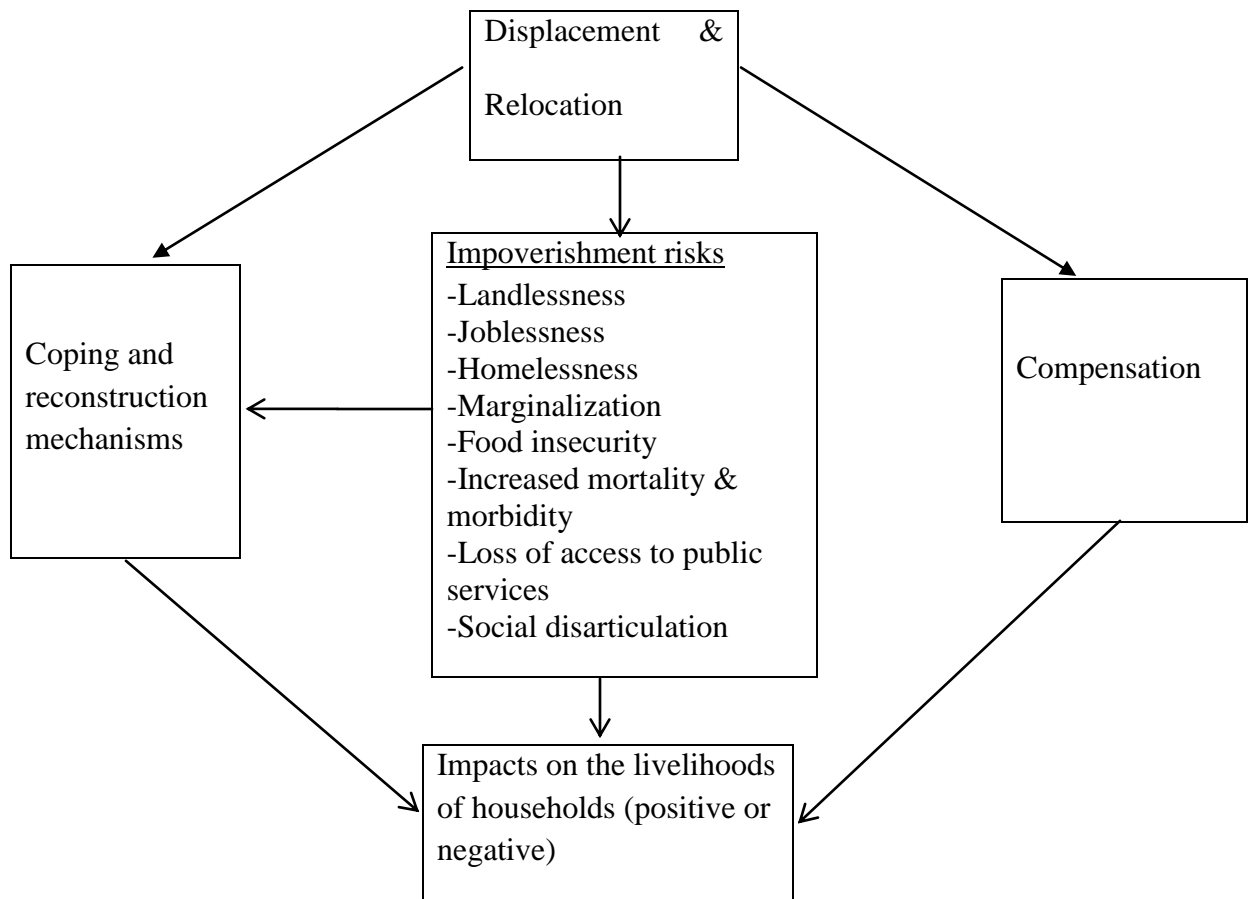 Displacement &
Relocation
Impoverishment risks
-Landlessness
-Joblessness
-Homelessness
-Marginalization
-Food insecurity
-Increased mortality &
morbidity
-Loss of access to public
services
-Social disarticulation
Coping and
reconstruction
mechanisms
Compensation
Impacts on the livelihoods
of households (positive or
negative)